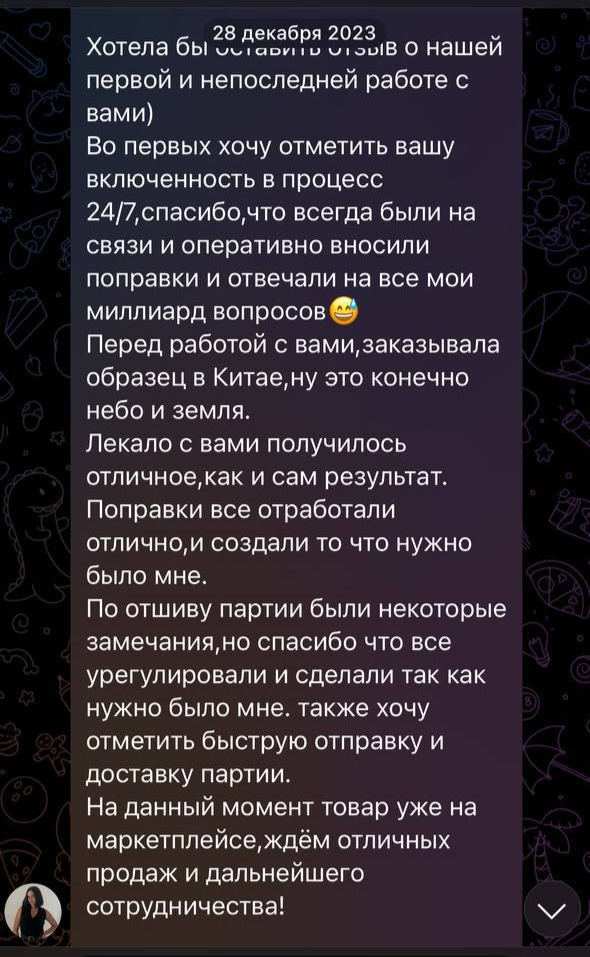 28 декабря 2023
Хотела бы оставить отзыв о нашей
первой и непоследней работе с
вами)
Во первых хочу отметить вашу
включенность в процесс
24/7,спасибо,что всегда были на
связи и оперативно вносили
поправки и отвечали на все мои
миллиард вопросов😅
Перед работой с вами,заказывала
образец в Китае,ну это конечно
небо и земля.
Лекало с вами получилось
отличное,как и сам результат.
Поправки все отработали
отлично,и создали то что нужно
было мне.
По отшиву партии были некоторые
замечания,но спасибо что все
урегулировали и сделали так как
нужно было мне. также хочу
отметить быструю отправку и
доставку партии.
На данный момент товар уже на
маркетплейсе,ждём отличных
продаж и дальнейшего
сотрудничества!